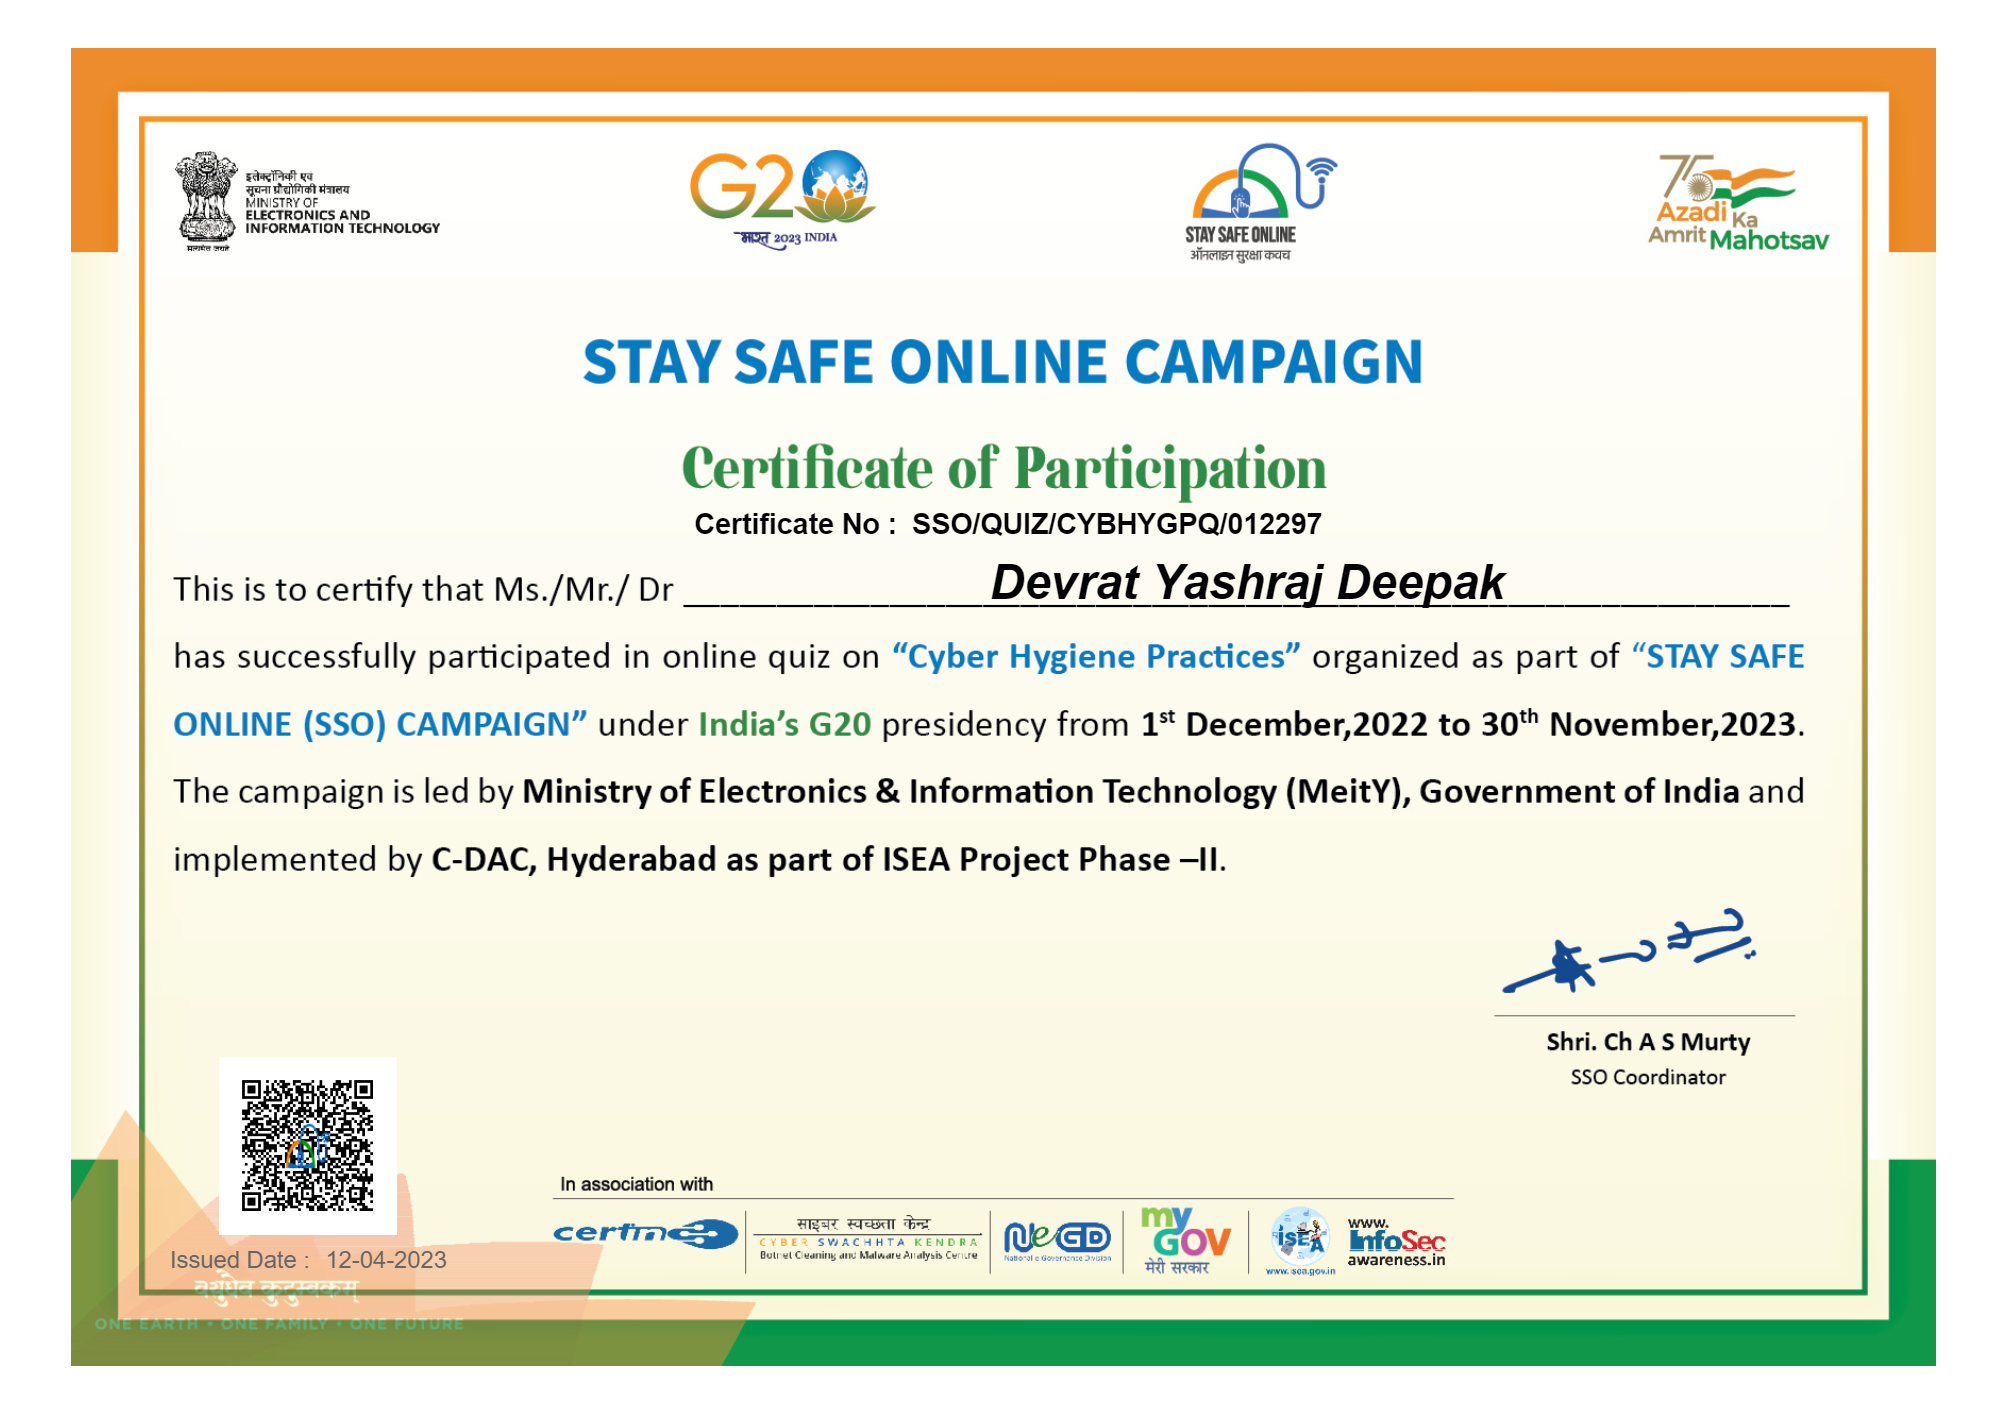 इलेक्ट्रॉनिकी एवं
सूचना प्रौद्योगिकी मंत्रालय
MINISTRY OF
ELECTRONICS AND
INFORMATION TECHNOLOGY
सत्यमेव जयते
G20
भारत 2023 INDIA
STAY SAFE ONLINE
ऑनलाइन सुरक्षा कवच
75
Azadi Ka
Amrit Mahotsav
STAY SAFE ONLINE CAMPAIGN
Certificate of Participation
Certificate No : SSO/QUIZ/CYBHYGPQ/012297
This is to certify that Ms./Mr./ Dr Devrat Yashraj Deepak
has successfully participated in online quiz on “Cyber Hygiene Practices” organized as part of “STAY SAFE
ONLINE (SSO) CAMPAIGN” under India’s G20 presidency from 1st December,2022 to 30th November,2023.
The campaign is led by Ministry of Electronics & Information Technology (MeitY), Government of India and
implemented by C-DAC, Hyderabad as part of ISEA Project Phase –II.
Shri. Ch A S Murty
SSO Coordinator
In association with
साइबर स्वच्छता केन्द्र
CYBER SWACHHTA KENDRA
Botnet Cleaning and Malware Analysis Centre
NeGD
National e Governance Division
my
GOV
मेरी सरकार
ISEA
www.isea.gov.in
www.
InfoSec
awareness.in
Issued Date : 12-04-2023
वसुधैव कुटुम्बकम्
ONE EARTH • ONE FAMILY • ONE FUTURE